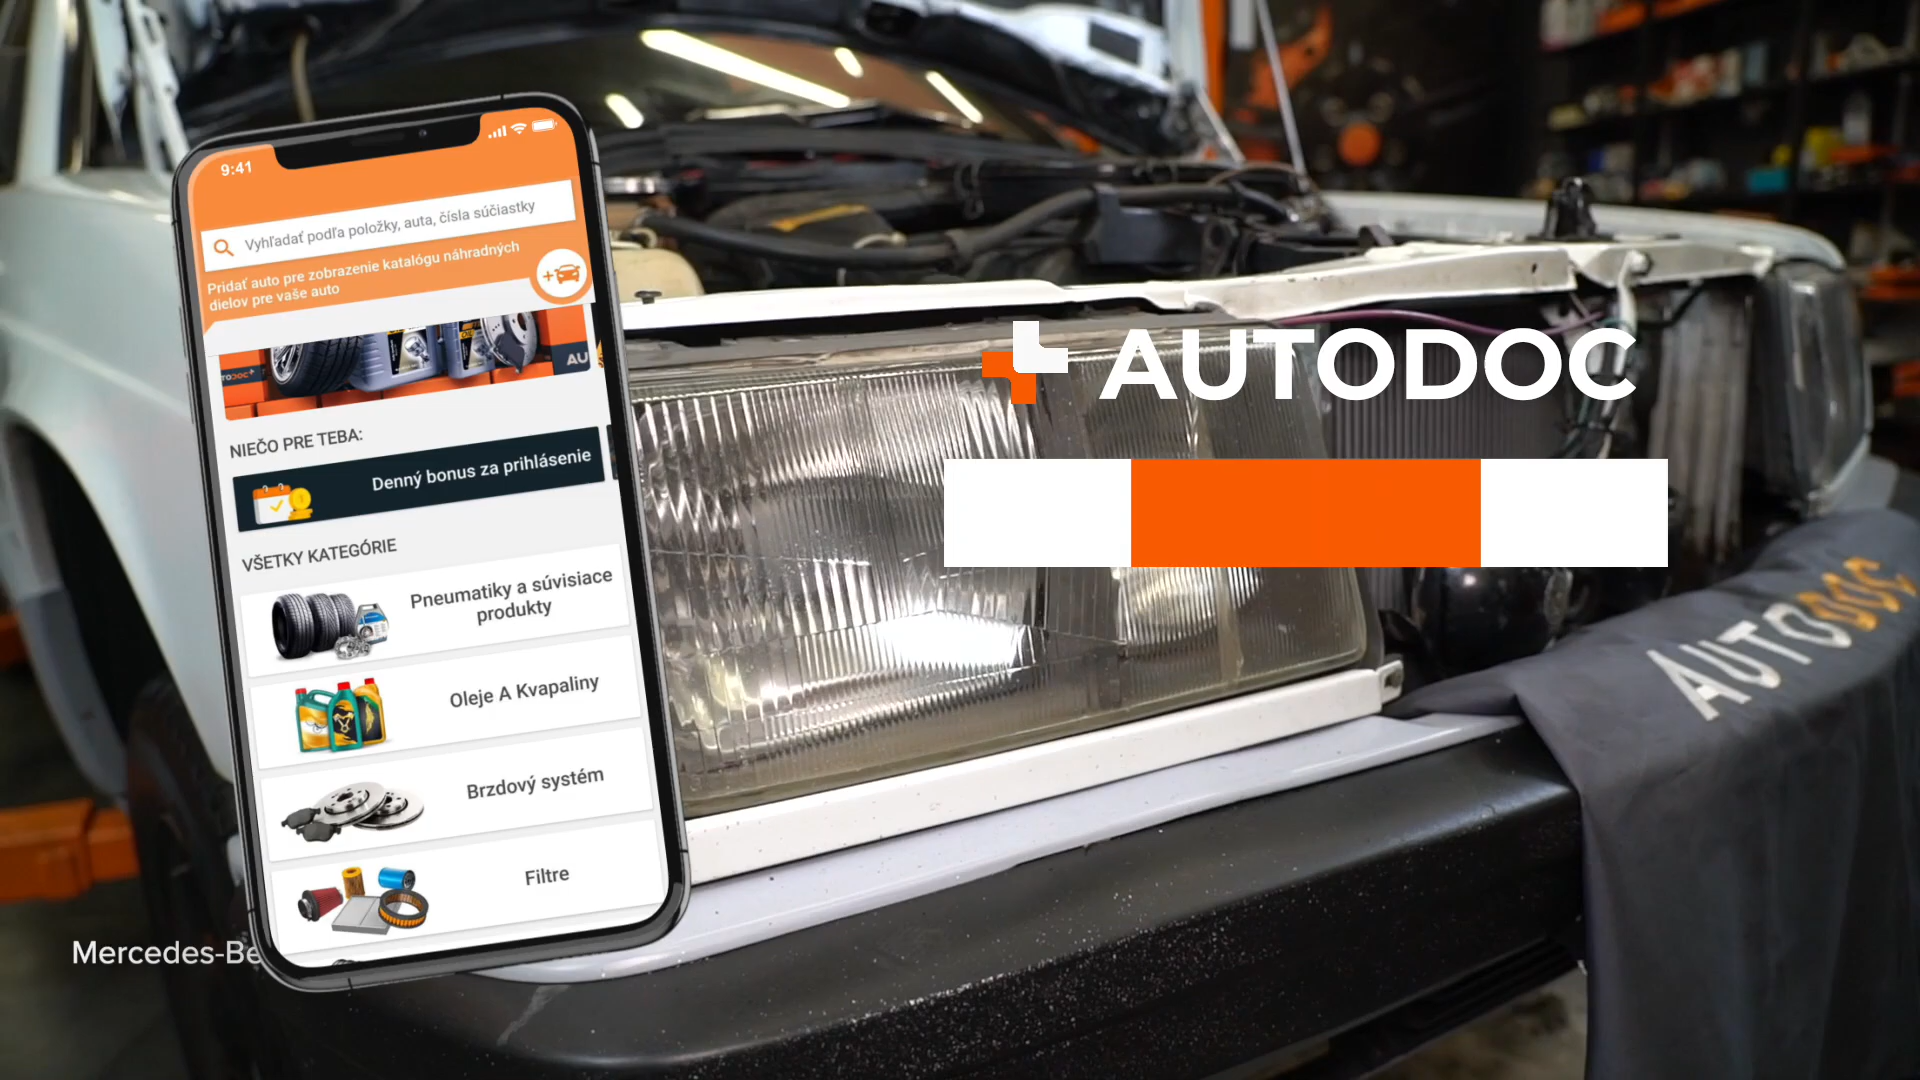 9:41
Vyhľadať podľa položky, auta, čísla súčiastky
Pridať auto pre zobrazenie katalógu náhradných
dielov pre vaše auto
AU
NIEČO PRE TEBA:
Denný bonus za prihlásenie
VŠETKY KATEGÓRIE
Pneumatiky a súvisiace
produkty
Oleje A Kvapaliny
Brzdový systém
Filtre
AUTODOC
AUTODOC
Mercedes-Be